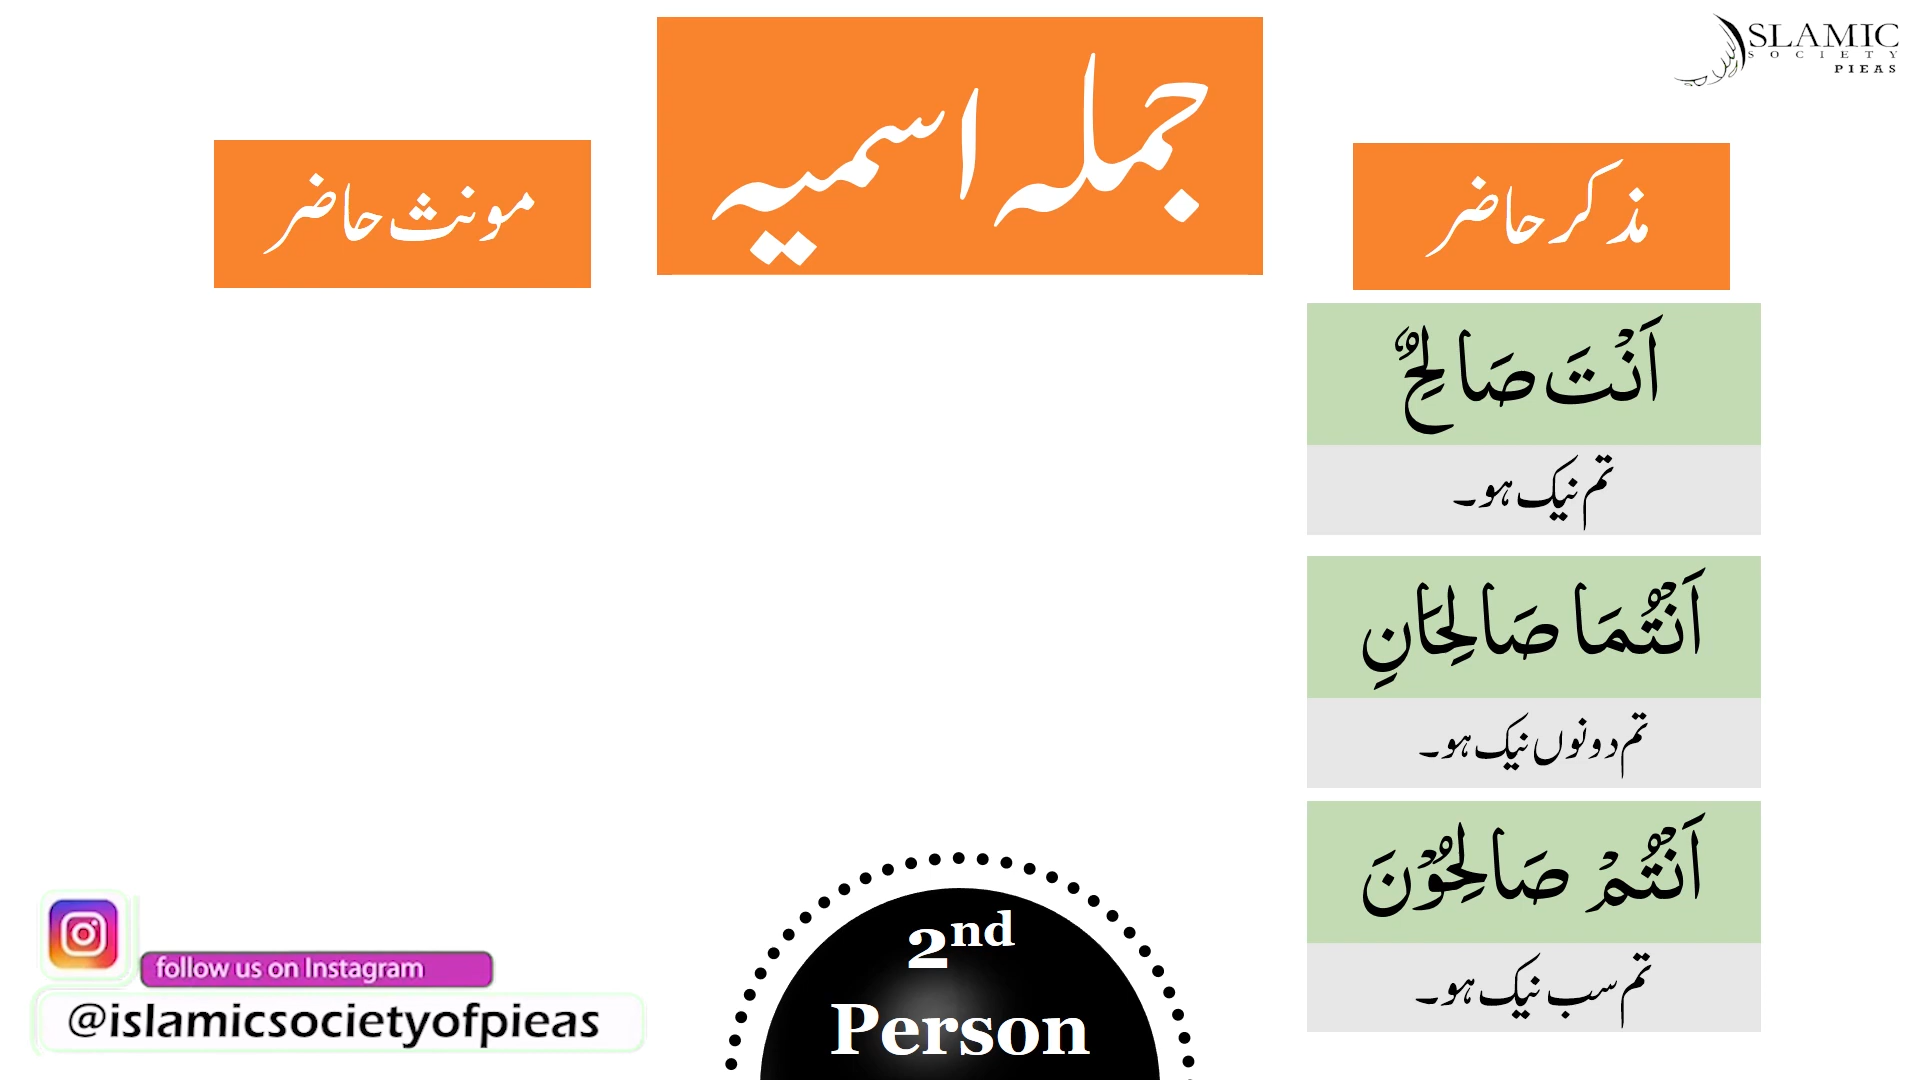 جملہ اسمیہ
SLAMIC
SOCIETY
PIEAS
مذکر حاضر
مونث حاضر
اَنْتَ صَالِحٌ
تم نیک ہو۔
اَنْتُمَا صَالِحَانِ
تم دونوں نیک ہو۔
اَنْتُمْ صَالِحُوْنَ
تم سب نیک ہو۔
2nd
Person
follow us on Instagram
@islamicsocietyofpieas